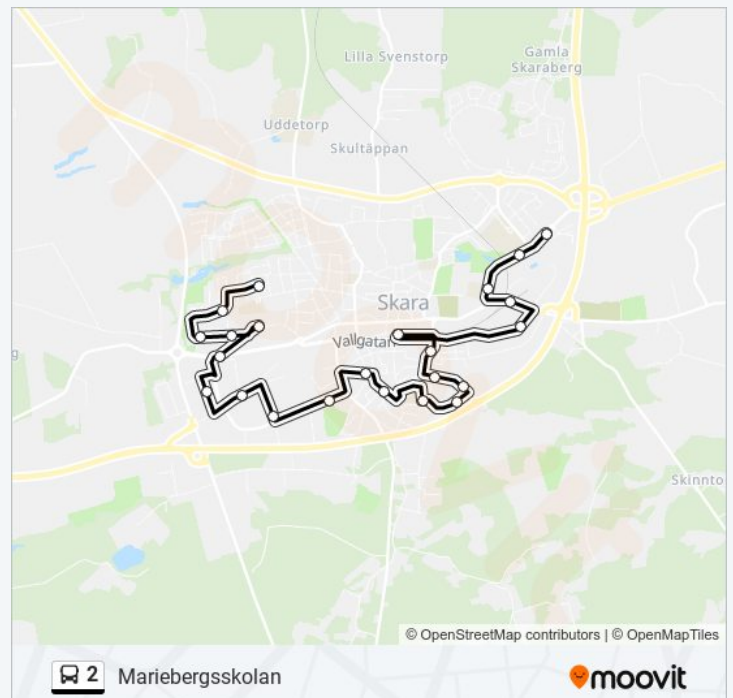 Lilla Svenstorp
Gamla
Skaraberg
Uddetorp
Skultäppan
Skara
Vallgatan
g
Skinnto
© OpenStreetMap contributors | © OpenMapTiles
2 Mariebergsskolan
moovit